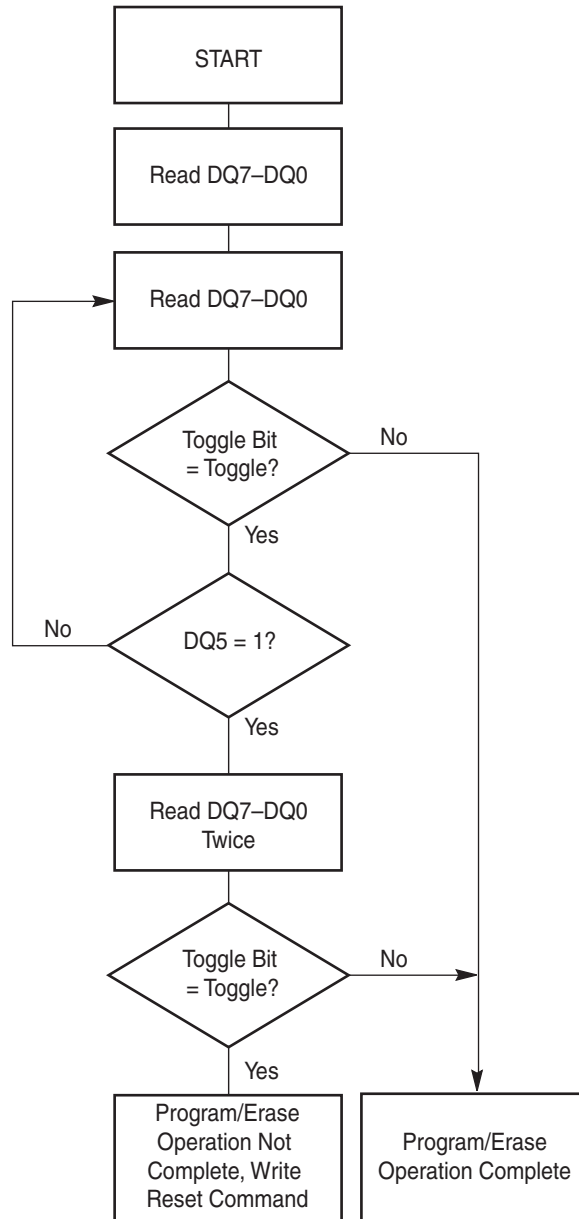 START
Read DQ7–DQ0
Read DQ7–DQ0
Toggle Bit
= Toggle?
No
Yes
No
DQ5 = 1?
Yes
Read DQ7–DQ0
Twice
Toggle Bit
= Toggle?
No
Yes
Program/Erase
Operation Not
Complete, Write
Reset Command
Program/Erase
Operation Complete